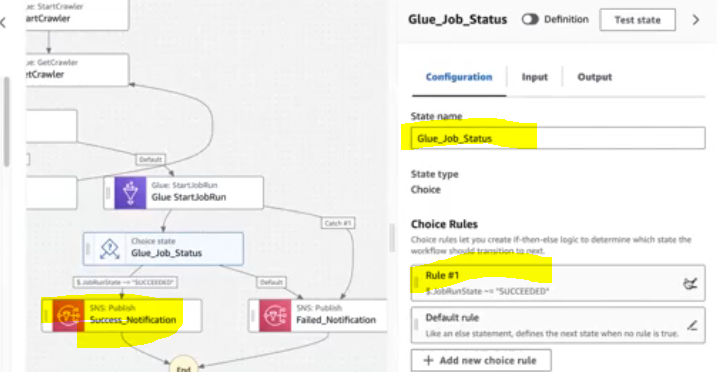 ue: StartCrawler
artCrawler
ue: GetCrawler
etCrawler
Default
Glue: StartJobRun
Glue StartJobRun
Catch #1
Choice state
Glue_Job_Status
$.JobRunState == "SUCCEEDED"
Default
SNS: Publish
Success_Notification
SNS: Publish
Failed_Notification
End
Glue_Job_Status
Definition
Test state
Configuration
Input
Output
State name
Glue_Job_Status
State type
Choice
Choice Rules
Choice rules let you create if-then-else logic to determine which state the
workflow should transition to next.
Rule #1
$.JobRunState == "SUCCEEDED"
Default rule
Like an else statement, defines the next state when no rule is true.
+ Add new choice rule